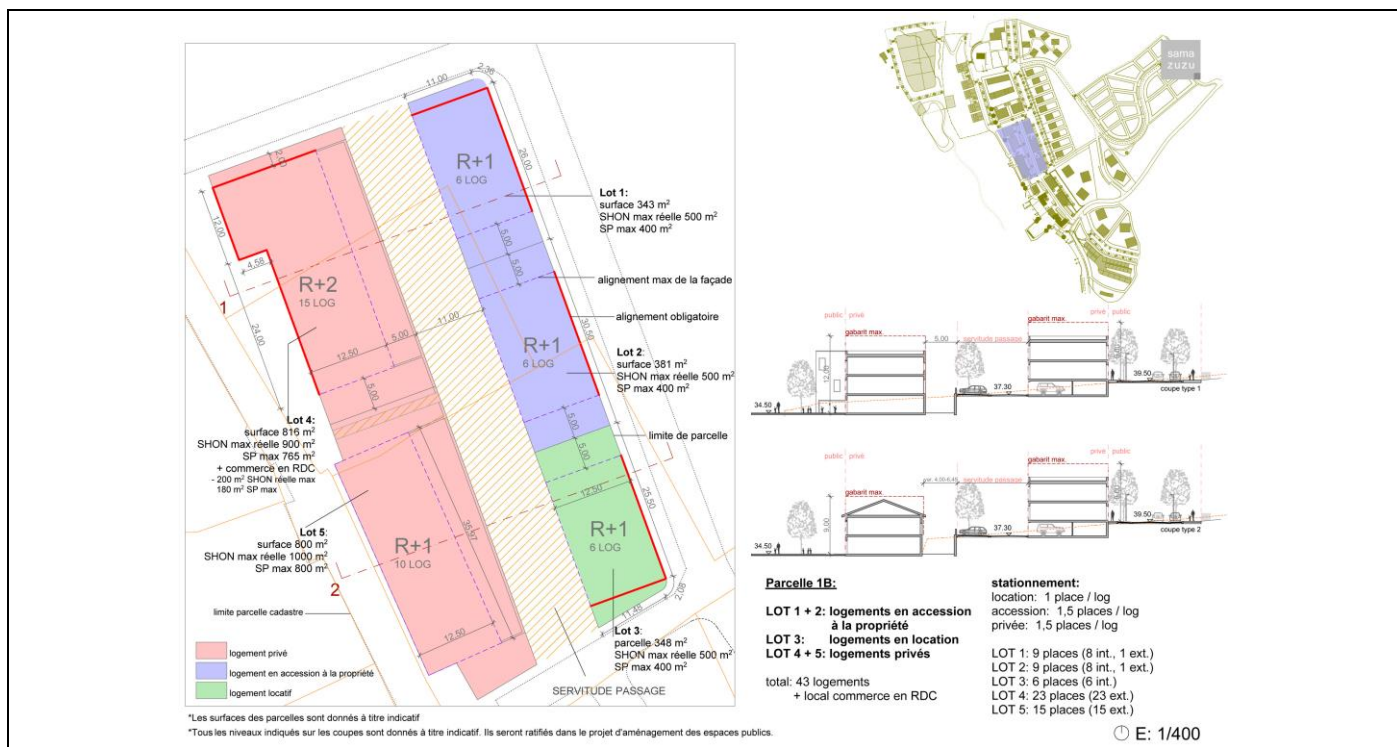 sama
zuzu
11,00
2,36
2,00
R+1
6 LOG
26,00
Lot 1:
surface 343 m²
SHON max réelle 500 m²
SP max 400 m²
12,00
4,58
5,00
5,00
alignement max de la façade
R+2
15 LOG
1
11,00
5,00
12,50
alignement obligatoire
30,50
24,00
R+1
6 LOG
Lot 2:
surface 381 m²
SHON max réelle 500 m²
SP max 400 m²
5,00
5,00
5,00
limite de parcelle
Lot 4:
surface 816 m²
SHON max réelle 900 m²
SP max 765 m²
+ commerce en RDC
- 200 m² SHON réelle max
180 m² SP max
12,50
25,50
R+1
6 LOG
35,97
Lot 5:
surface 800 m²
SHON max réelle 1000 m²
SP max 800 m²
R+1
10 LOG
2
limite parcelle cadastre
12,50
2,08
11,48
Lot 3:
parcelle 348 m²
SHON max réelle 500 m²
SP max 400 m²
SERVITUDE PASSAGE
logement privé
logement en accession à la propriété
logement locatif
*Les surfaces des parcelles sont donnés à titre indicatif
*Tous les niveaux indiqués sur les coupes sont donnés à titre indicatif. Ils seront ratifiés dans le projet d'aménagement des espaces publics.
public privé
privé public
gabarit max.
gabarit max.
5,00
servitude passage
12,00
39.50
37.30
34.50
coupe type 1
public privé
privé public
gabarit max.
gabarit max.
servitude passage
9,00
39.50
37.30
34.50
coupe type 2
Parcelle 1B:
LOT 1 + 2: logements en accession
à la propriété
LOT 3: logements en location
LOT 4 + 5: logements privés
total: 43 logements
+ local commerce en RDC
stationnement:
location: 1 place / log
accession: 1,5 places / log
privée: 1,5 places / log
LOT 1: 9 places (8 int., 1 ext.)
LOT 2: 9 places (8 int., 1 ext.)
LOT 3: 6 places (6 int.)
LOT 4: 23 places (23 ext.)
LOT 5: 15 places (15 ext.)
E: 1/400